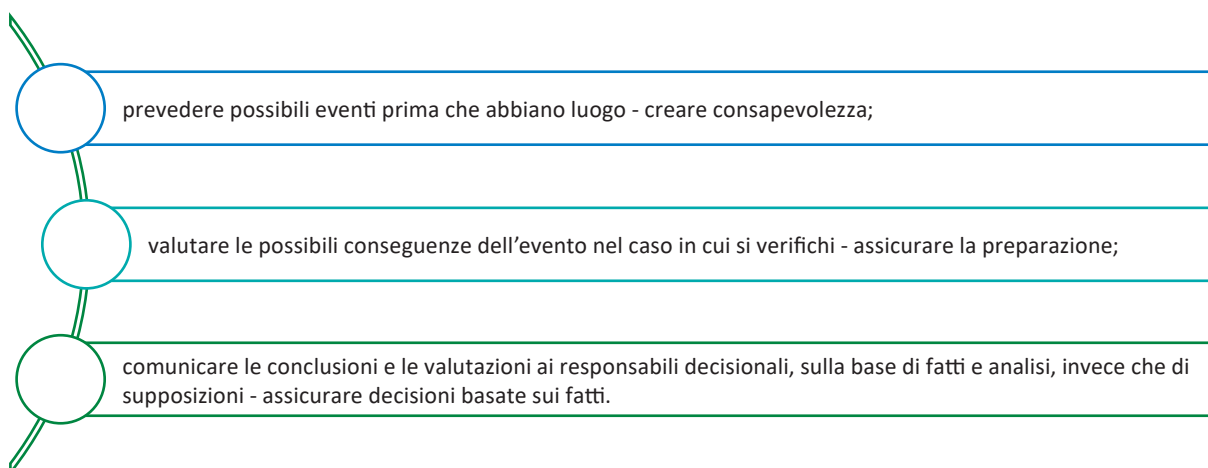 prevedere possibili eventi prima che abbiano luogo - creare consapevolezza;
valutare le possibili conseguenze dell’evento nel caso in cui si verifichi - assicurare la preparazione;
comunicare le conclusioni e le valutazioni ai responsabili decisionali, sulla base di fatti e analisi, invece che di
supposizioni - assicurare decisioni basate sui fatti.